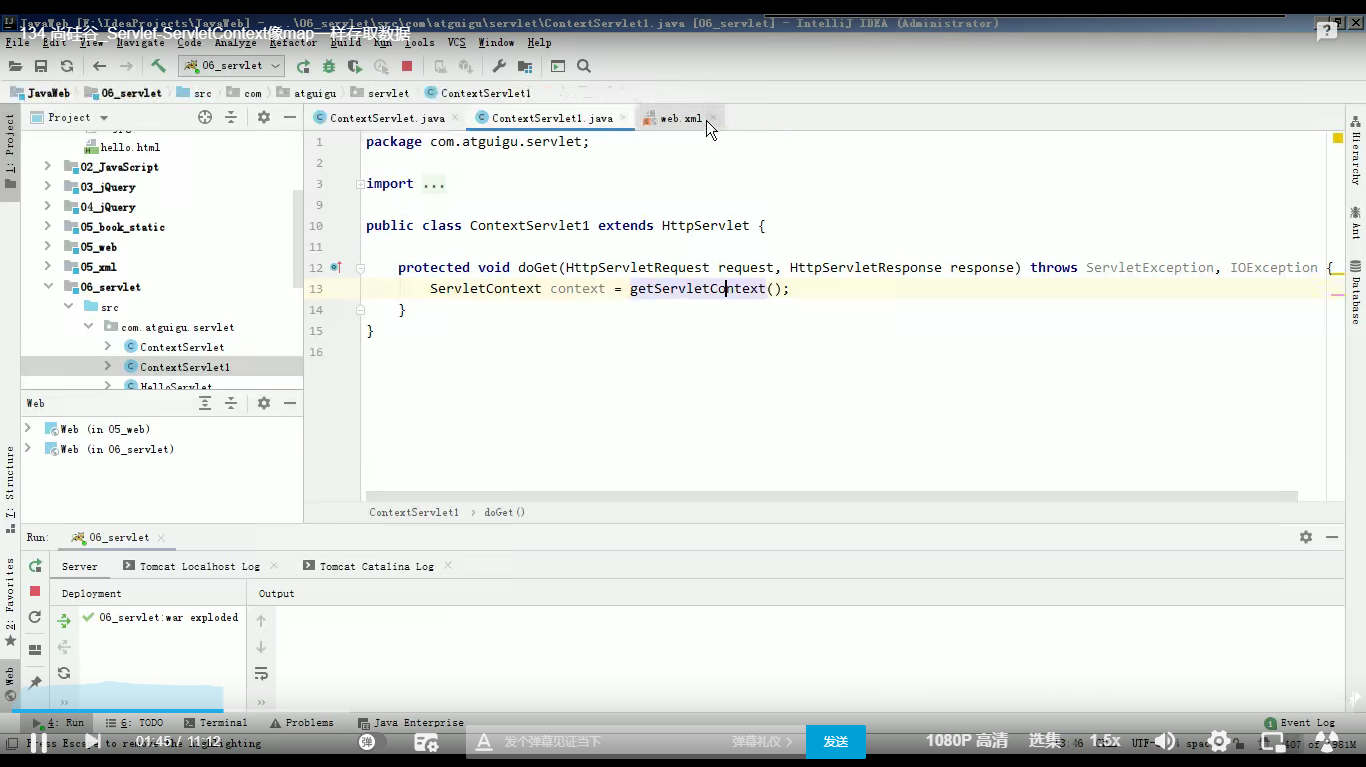 JavaWeb [E:\IdeaProjects\JavaWeb] - ...\06_servlet\src\com\atguigu\servlet\ContextServlet1.java [06_servlet] - IntelliJ IDEA (Administrator)
134 尚硅谷_Servlet-ServletContext像map一样存取数据
File Edit View Navigate Code Analyze Refactor Build Run Tools VCS Window Help
06_servlet
JavaWeb 06_servlet src com atguigu servlet ContextServlet1
Project
ContextServlet.java ContextServlet1.java web.xml
hello.html
02_JavaScript
03_jQuery
04_jQuery
05_book_static
05_web
05_xml
06_servlet
src
com.atguigu.servlet
ContextServlet
ContextServlet1
HelloServlet
1 package com.atguigu.servlet;
2
3 import ...
9
10 public class ContextServlet1 extends HttpServlet {
11
12 protected void doGet(HttpServletRequest request, HttpServletResponse response) throws ServletException, IOException {
13 ServletContext context = getServletContext();
14 }
15 }
16
Web
Web (in 05_web)
Web (in 06_servlet)
ContextServlet1 › doGet()
1: Project
7: Structure
2: Favorites
Web
Hierarchy
Ant
Database
Run: 06_servlet
Server Tomcat Localhost Log Tomcat Catalina Log
Deployment Output
06_servlet:war exploded
4: Run 6: TODO Terminal Problems Java Enterprise 1 Event Log
01:45 / 11:12 弹 发个弹幕见证当下 弹幕礼仪 › 发送 1080P 高清 选集 1.5x